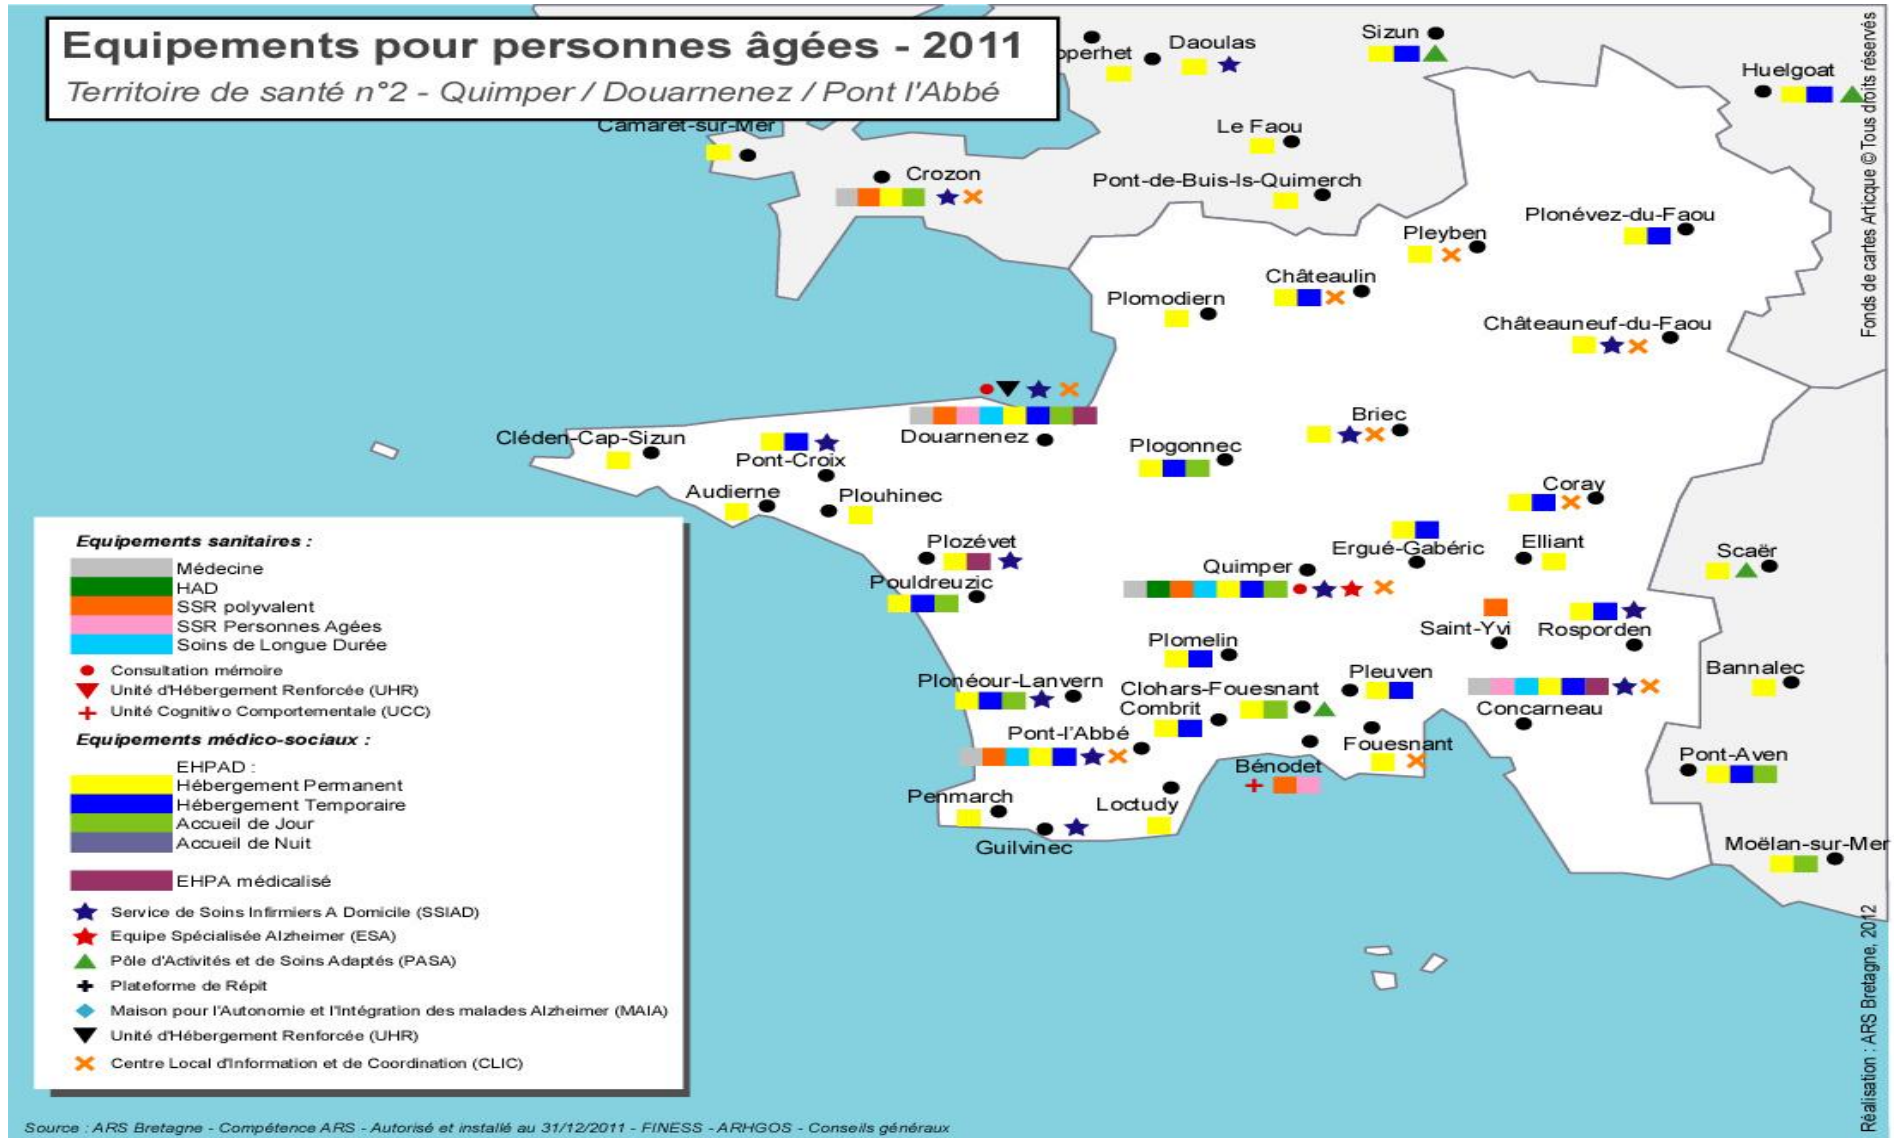 Equipements pour personnes âgées - 2011
Territoire de santé n°2 - Quimper / Douarnenez / Pont l'Abbé
Daoulas
Sizun
Huelgoat
Camaret-sur-Mer
Le Faou
Crozon
Pont-de-Buis-ls-Quimerch
Plonévez-du-Faou
Pleyben
Châteaulin
Plomodiern
Châteauneuf-du-Faou
Briec
Cléden-Cap-Sizun
Douarnenez
Pont-Croix
Plogonnec
Audierne
Plouhinec
Coray
Plozévet
Ergué-Gabéric
Elliant
Scaër
Quimper
Pouldreuzic
Saint-Yvi
Rosporden
Plomelin
Bannalec
Plonéour-Lanvern
Pleuven
Clohars-Fouesnant
Combrit
Concarneau
Pont-l'Abbé
Fouesnant
Pont-Aven
Bénodet
Penmarch
Loctudy
Guilvinec
Moëlan-sur-Mer
Equipements sanitaires :
Médecine
HAD
SSR polyvalent
SSR Personnes Agées
Soins de Longue Durée
Consultation mémoire
Unité d'Hébergement Renforcée (UHR)
Unité Cognitivo Comportementale (UCC)
Equipements médico-sociaux :
EHPAD :
Hébergement Permanent
Hébergement Temporaire
Accueil de Jour
Accueil de Nuit
EHPA médicalisé
Service de Soins Infirmiers A Domicile (SSIAD)
Equipe Spécialisée Alzheimer (ESA)
Pôle d'Activités et de Soins Adaptés (PASA)
Plateforme de Répit
Maison pour l'Autonomie et l'Intégration des malades Alzheimer (MAIA)
Unité d'Hébergement Renforcée (UHR)
Centre Local d'Information et de Coordination (CLIC)
Source : ARS Bretagne - Compétence ARS - Autorisé et installé au 31/12/2011 - FINESS - ARHGOS - Conseils généraux
Fonds de cartes Articque © Tous droits réservés
Réalisation : ARS Bretagne, 2012